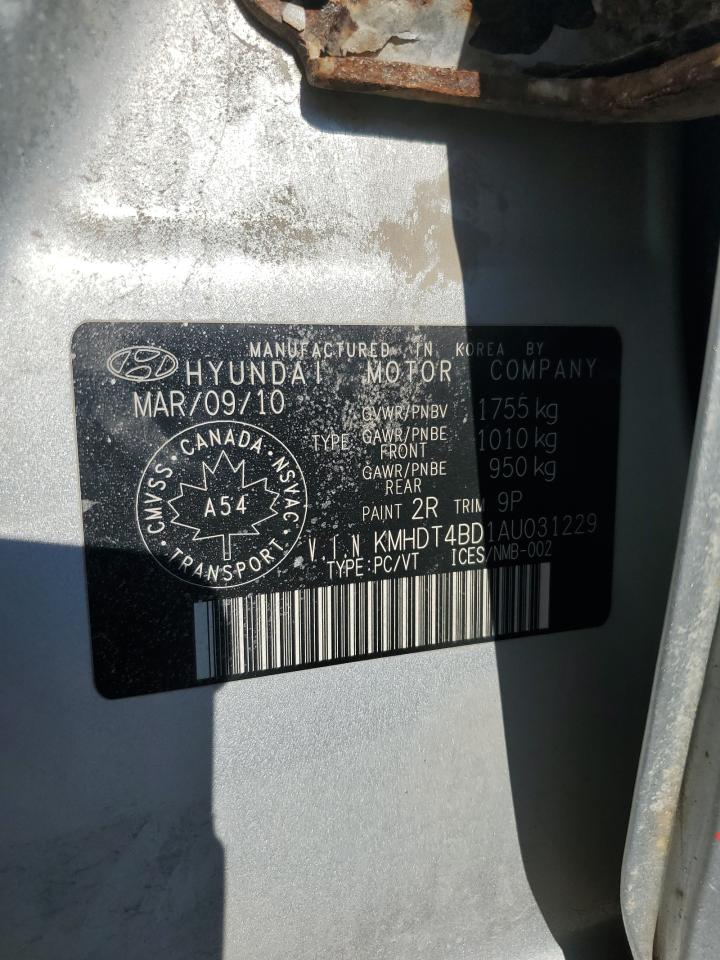 MANUFACTURED IN KOREA BY
HYUNDAI MOTOR COMPANY
MAR/09/10
GVWR/PNBV 1755 kg
TYPE GAWR/PNBE FRONT 1010 kg
GAWR/PNBE REAR 950 kg
PAINT 2R TRIM 9P
V.I.N KMHDT4BD1AU031229
TYPE:PC/VT ICES/NMB-002
CMVSS·CANADA·NSVAC
A54
·TRANSPORT·